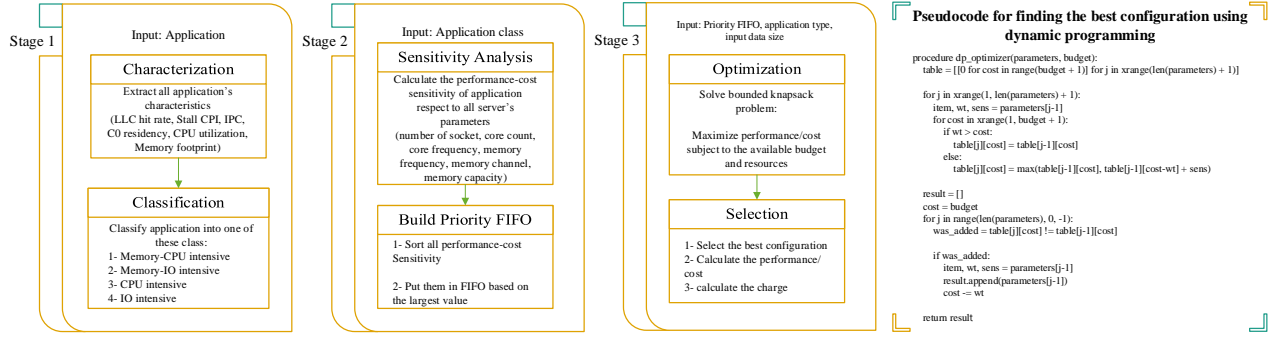 Stage 1
Input: Application
Characterization
Extract all application's
characteristics
(LLC hit rate, Stall CPI, IPC,
C0 residency, CPU utilization,
Memory footprint)
Classification
Classify application into one of
these class:
1- Memory-CPU intensive
2- Memory-IO intensive
3- CPU intensive
4- IO intensive
Stage 2
Input: Application class
Sensitivity Analysis
Calculate the performance-cost
sensitivity of application
respect to all server's
parameters
(number of socket, core count,
core frequency, memory
frequency, memory channel,
memory capacity)
Build Priority FIFO
1- Sort all performance-cost
Sensitivity
2- Put them in FIFO based on
the largest value
Stage 3
Input: Priority FIFO, application type,
input data size
Optimization
Solve bounded knapsack
problem:
Maximize performance/cost
subject to the available budget
and resources
Selection
1- Select the best configuration
2- Calculate the performance/
cost
3- calculate the charge
Pseudocode for finding the best configuration using
dynamic programming
procedure dp_optimizer(parameters, budget):
table = [[0 for cost in range(budget + 1)] for j in xrange(len(parameters) + 1)]
for j in xrange(1, len(parameters) + 1):
item, wt, sens = parameters[j-1]
for cost in xrange(1, budget + 1):
if wt > cost:
table[j][cost] = table[j-1][cost]
else:
table[j][cost] = max(table[j-1][cost], table[j-1][cost-wt] + sens)
result = []
cost = budget
for j in range(len(parameters), 0, -1):
was_added = table[j][cost] != table[j-1][cost]
if was_added:
item, wt, sens = parameters[j-1]
result.append(parameters[j-1])
cost -= wt
return result